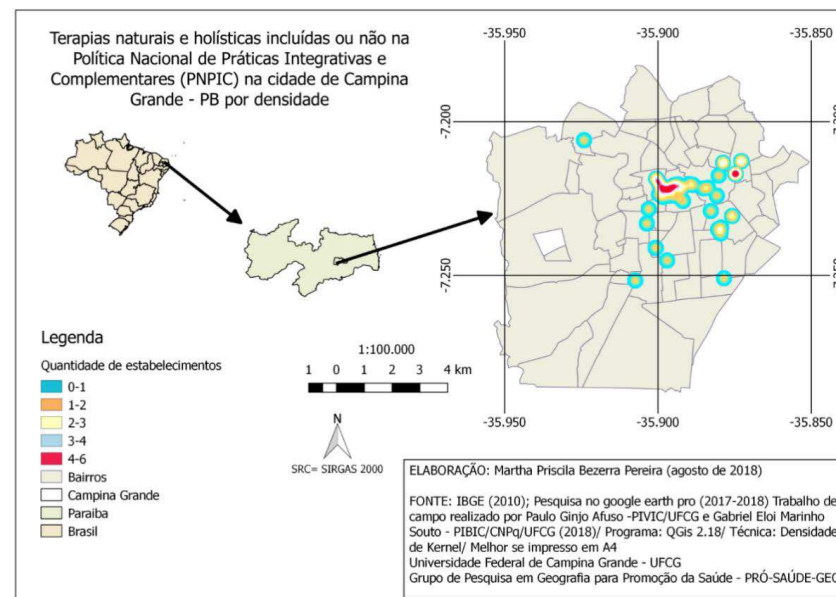 Terapias naturais e holísticas incluídas ou não na
Política Nacional de Práticas Integrativas e
Complementares (PNPIC) na cidade de Campina
Grande - PB por densidade
-35.950
-35.900
-35.850
-7.200
-7.200
-7.250
-7.250
-35.950
-35.900
-35.850
Legenda
Quantidade de estabelecimentos
0-1
1-2
2-3
3-4
4-6
Bairros
Campina Grande
Paraiba
Brasil
1:100.000
1 0 1 2 3 4 km
N
SRC= SIRGAS 2000
ELABORAÇÃO: Martha Priscila Bezerra Pereira (agosto de 2018)
FONTE: IBGE (2010); Pesquisa no google earth pro (2017-2018) Trabalho de
campo realizado por Paulo Ginjo Afuso -PIVIC/UFCG e Gabriel Eloi Marinho
Souto - PIBIC/CNPq/UFCG (2018)/ Programa: QGis 2.18/ Técnica: Densidade
de Kernel/ Melhor se impresso em A4
Universidade Federal de Campina Grande - UFCG
Grupo de Pesquisa em Geografia para Promoção da Saúde - PRÓ-SAÚDE-GEO